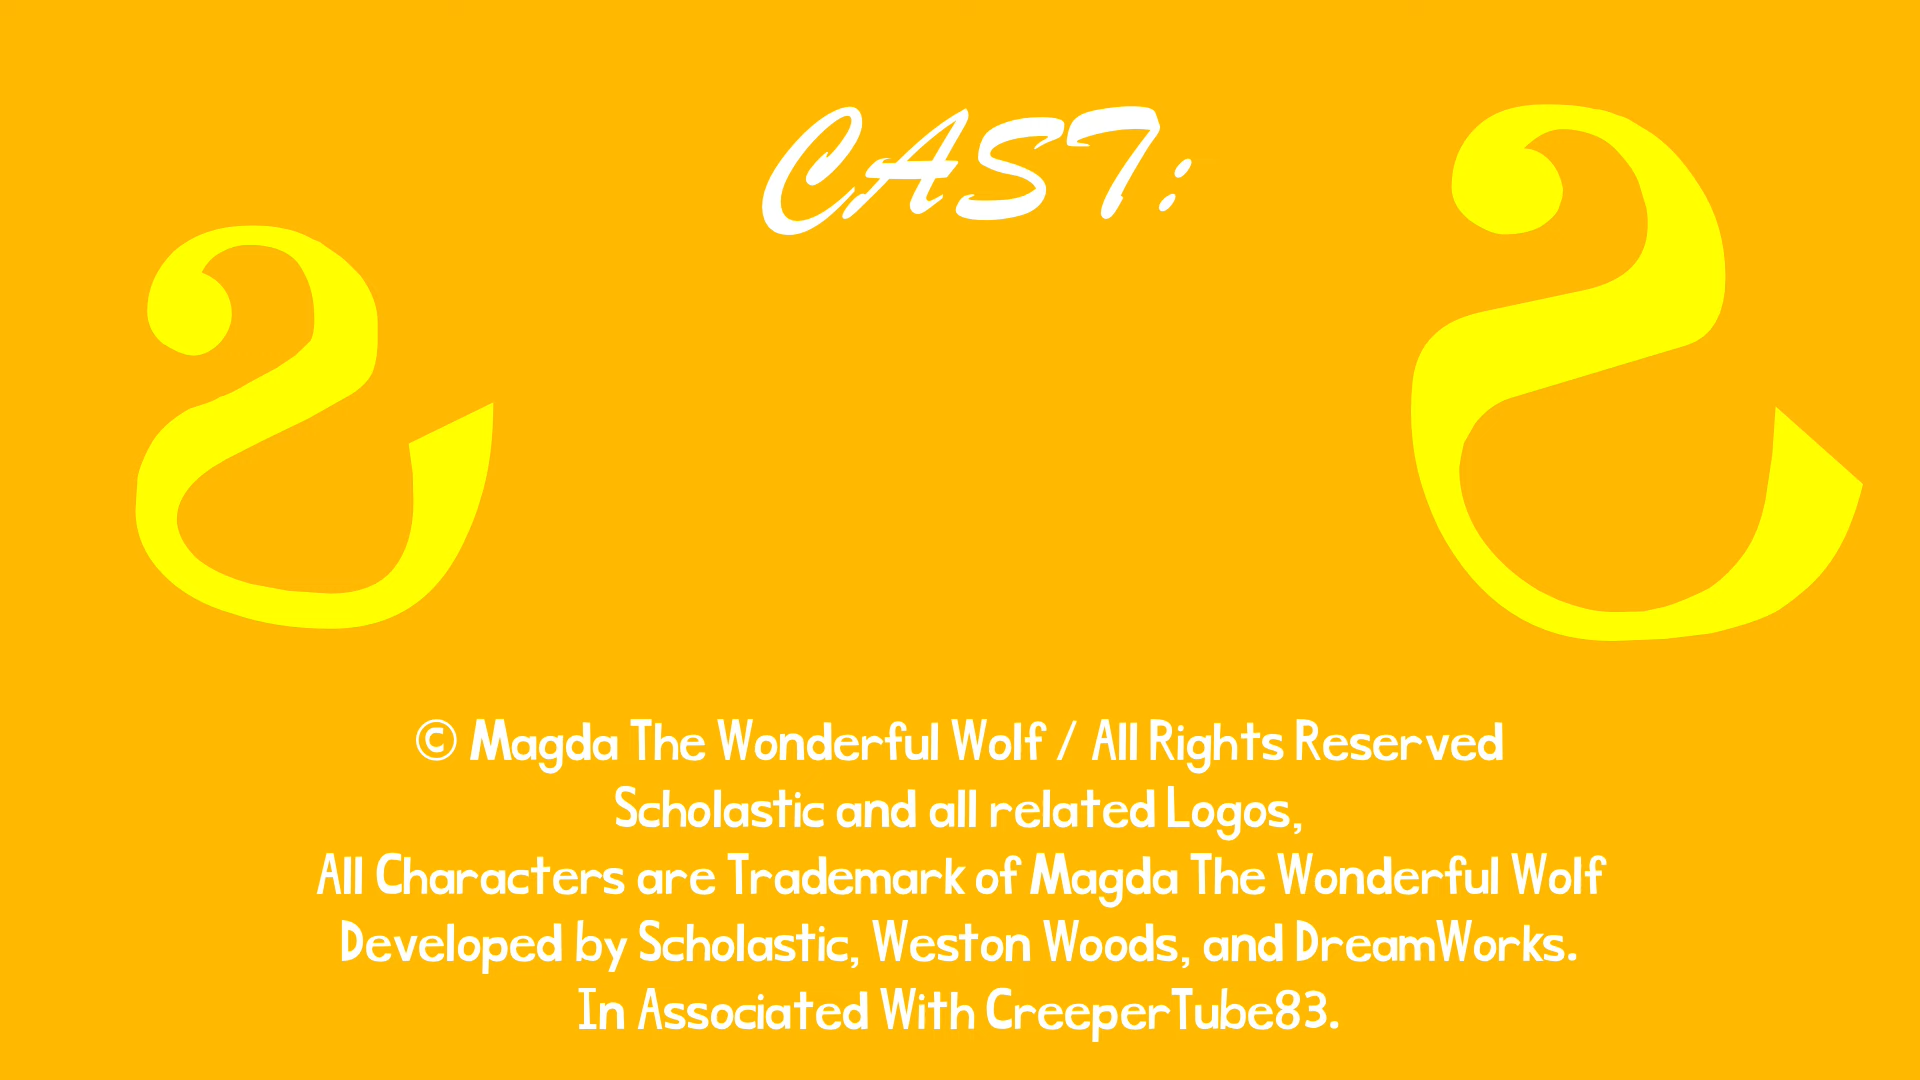 CAST:
© Magda The Wonderful Wolf / All Rights Reserved
Scholastic and all related Logos,
All Characters are Trademark of Magda The Wonderful Wolf
Developed by Scholastic, Weston Woods, and DreamWorks.
In Associated With CreeperTube83.